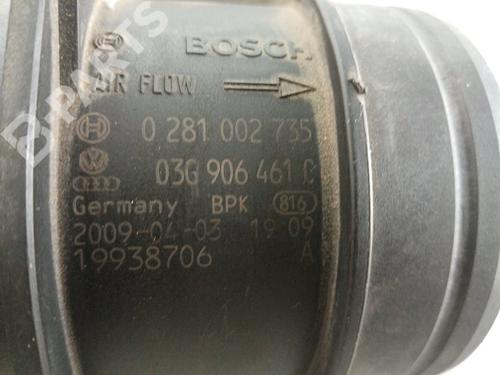 BOSCH
AIR FLOW
0 281 002 735
03G 906 461 C
Germany BPK 816
2009-04-03 19 09
19938706 A
B-PARTS